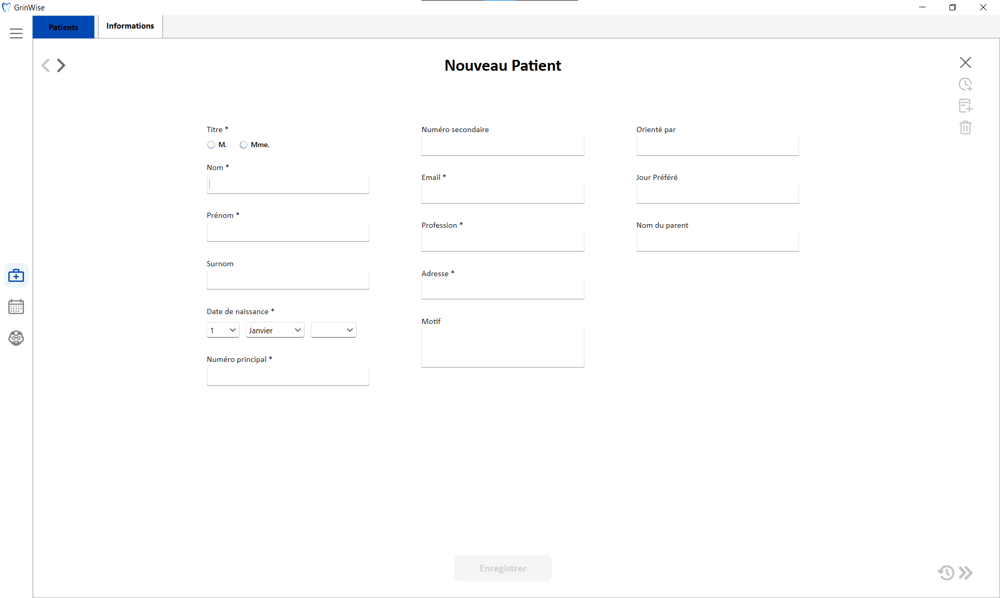 GrinWise
Patients
Informations
Nouveau Patient
Titre *
M.
Mme.
Nom *
Prénom *
Surnom
Date de naissance *
1
Janvier
Numéro principal *
Numéro secondaire
Email *
Profession *
Adresse *
Motif
Orienté par
Jour Préféré
Nom du parent
Enregistrer